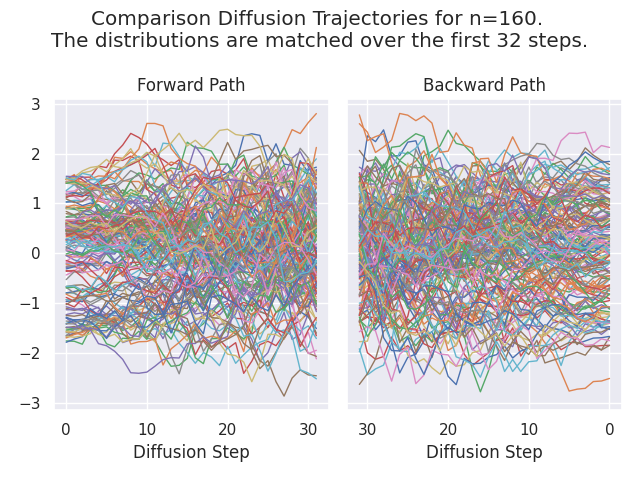 Comparison Diffusion Trajectories for n=160.
The distributions are matched over the first 32 steps.
Forward Path
Backward Path
3
2
1
0
−1
−2
−3
0 10 20 30
30 20 10 0
Diffusion Step
Diffusion Step